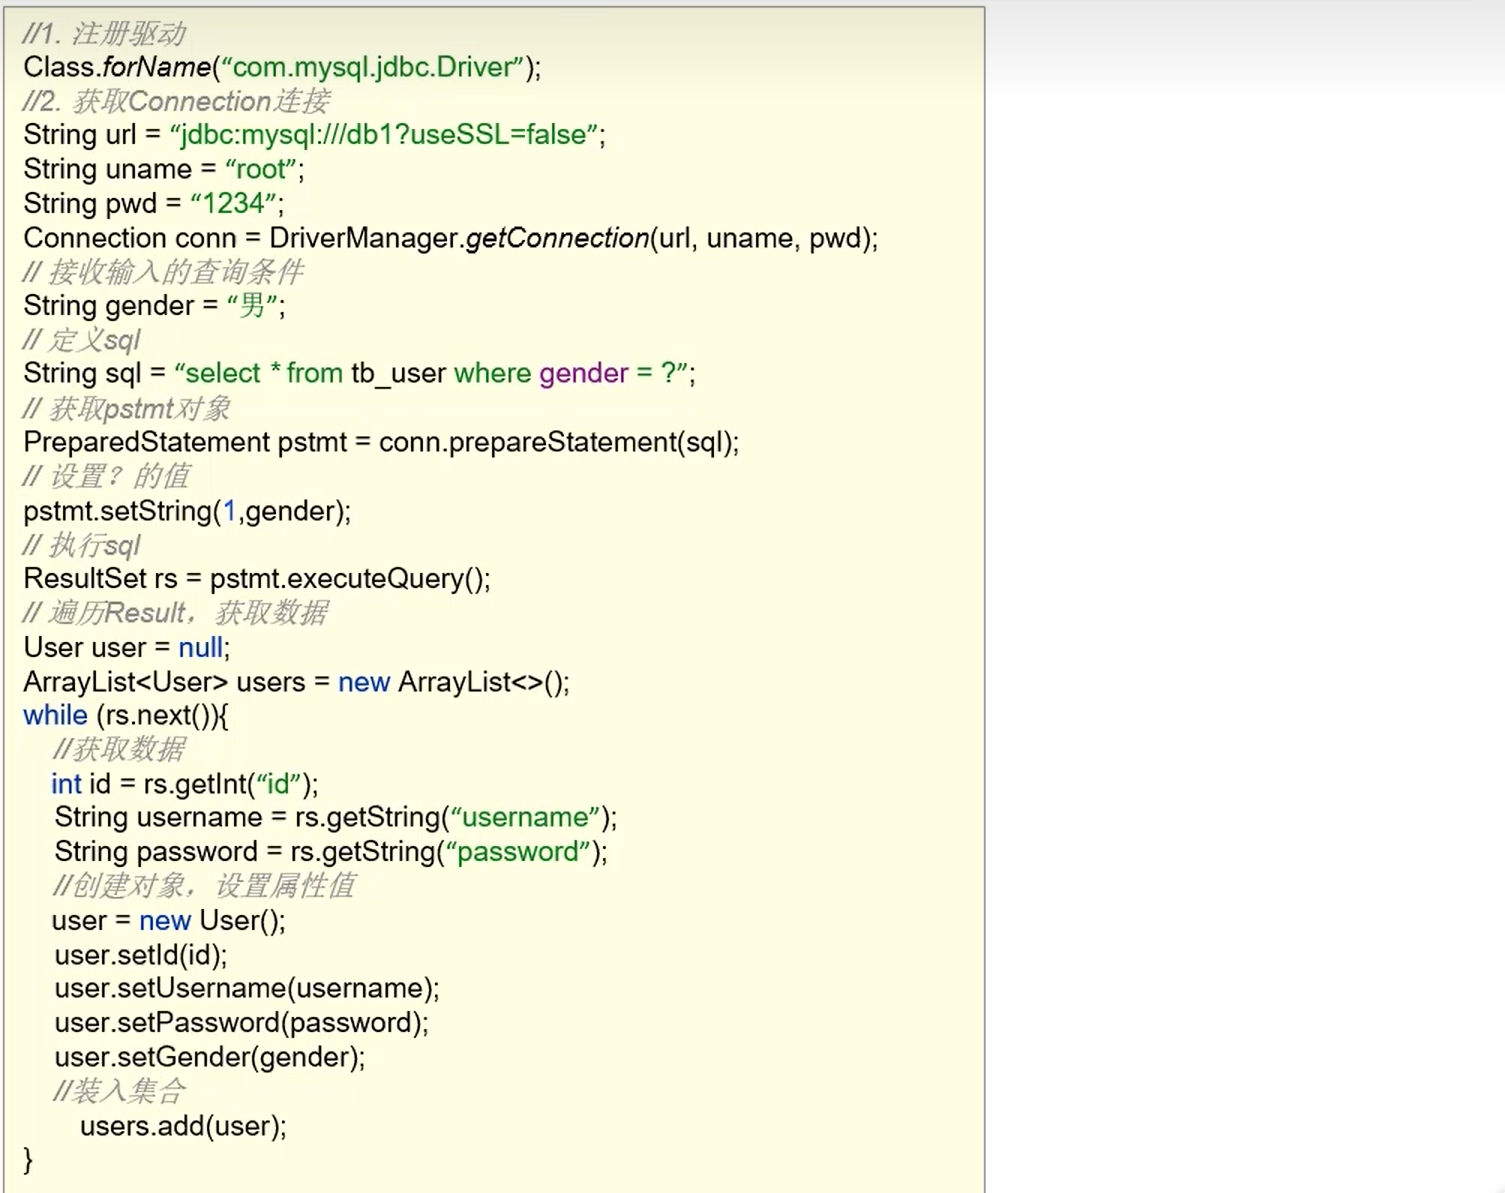 //1. 注册驱动
Class.forName(“com.mysql.jdbc.Driver”);
//2. 获取Connection连接
String url = “jdbc:mysql:///db1?useSSL=false”;
String uname = “root”;
String pwd = “1234”;
Connection conn = DriverManager.getConnection(url, uname, pwd);
// 接收输入的查询条件
String gender = “男”;
// 定义sql
String sql = “select * from tb_user where gender = ?”;
// 获取pstmt对象
PreparedStatement pstmt = conn.prepareStatement(sql);
// 设置？的值
pstmt.setString(1,gender);
// 执行sql
ResultSet rs = pstmt.executeQuery();
// 遍历Result，获取数据
User user = null;
ArrayList<User> users = new ArrayList<>();
while (rs.next()){
//获取数据
int id = rs.getInt(“id”);
String username = rs.getString(“username”);
String password = rs.getString(“password”);
//创建对象，设置属性值
user = new User();
user.setId(id);
user.setUsername(username);
user.setPassword(password);
user.setGender(gender);
//装入集合
users.add(user);
}